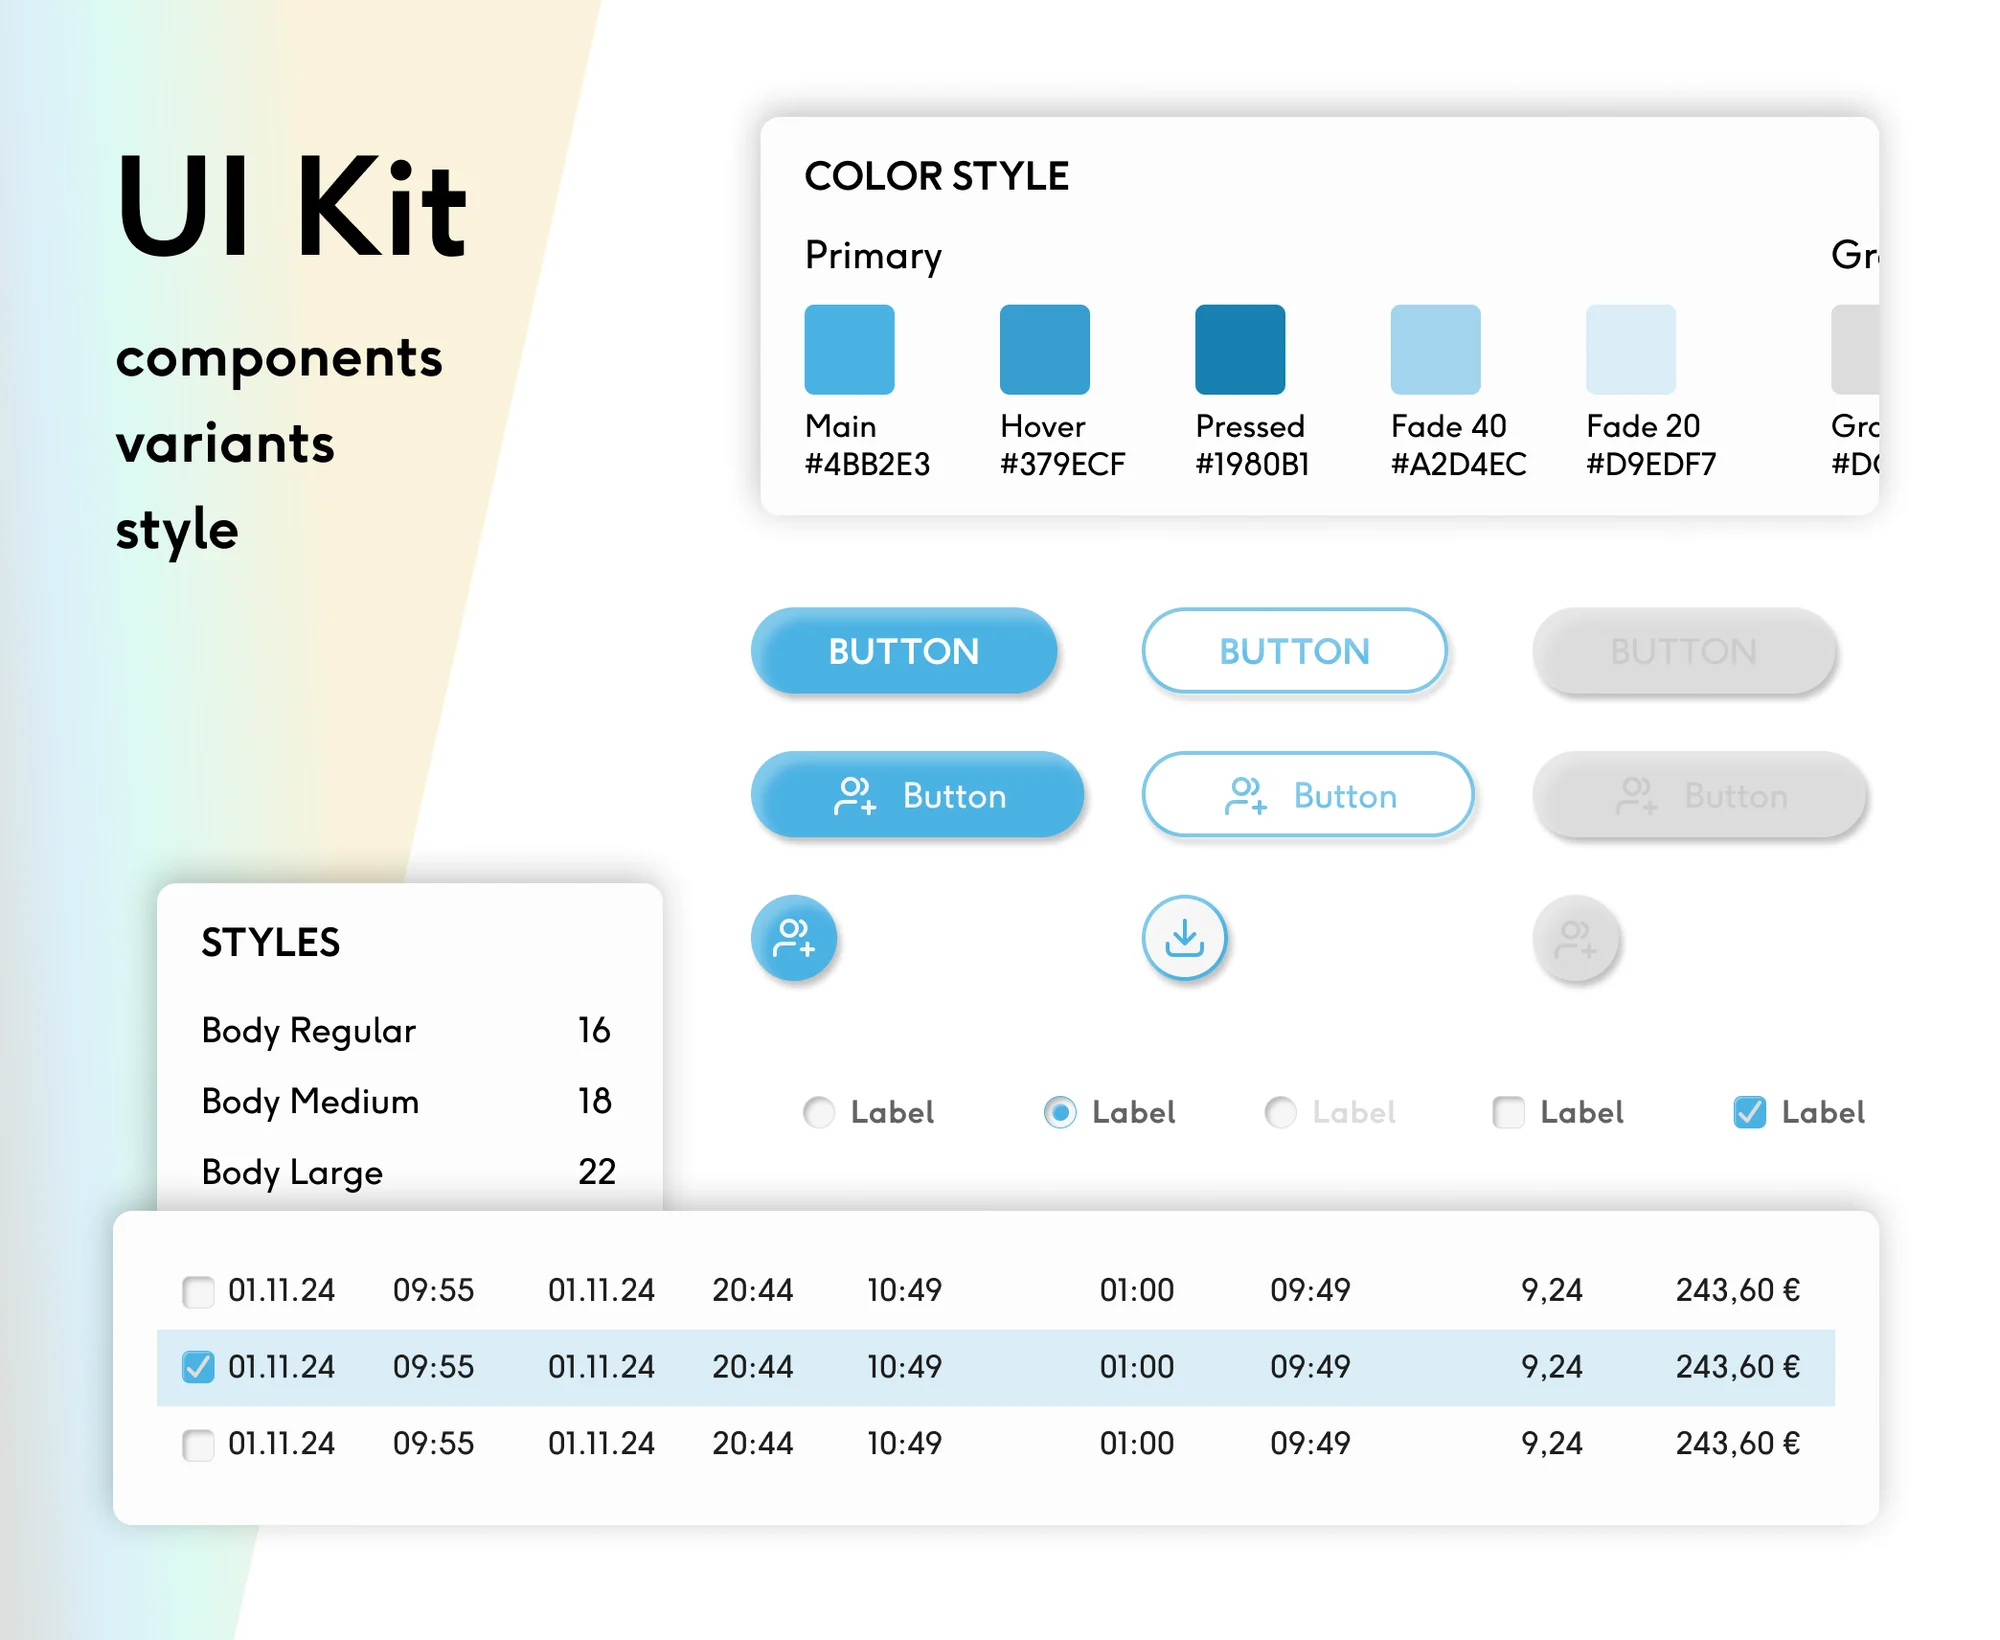 UI Kit
components
variants
style
COLOR STYLE
Primary
Main
#4BB2E3
Hover
#379ECF
Pressed
#1980B1
Fade 40
#A2D4EC
Fade 20
#D9EDF7
BUTTON BUTTON BUTTON
Button Button Button
STYLES
Body Regular 16
Body Medium 18
Body Large 22
Label Label Label Label Label
01.11.24 09:55 01.11.24 20:44 10:49 01:00 09:49 9,24 243,60 €
01.11.24 09:55 01.11.24 20:44 10:49 01:00 09:49 9,24 243,60 €
01.11.24 09:55 01.11.24 20:44 10:49 01:00 09:49 9,24 243,60 €